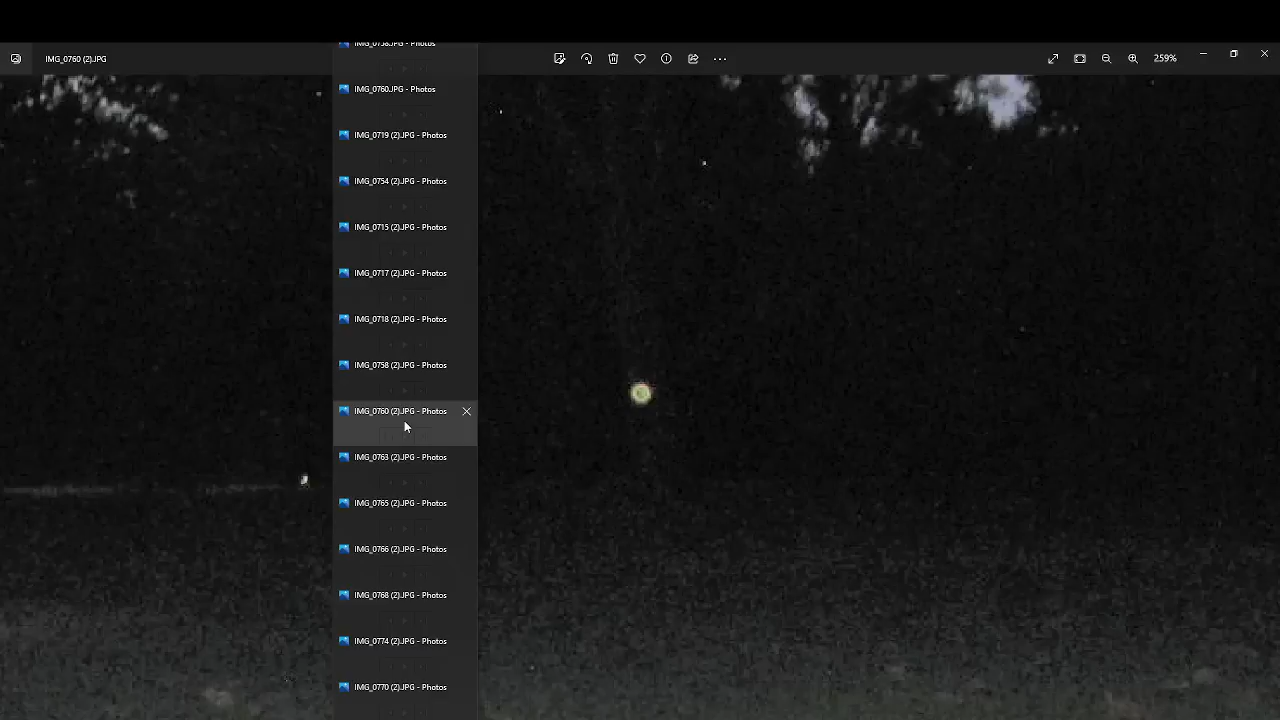 IMG_0760 (2).JPG
259%
IMG_0758.JPG - Photos
IMG_0760.JPG - Photos
IMG_0719 (2).JPG - Photos
IMG_0754 (2).JPG - Photos
IMG_0715 (2).JPG - Photos
IMG_0717 (2).JPG - Photos
IMG_0718 (2).JPG - Photos
IMG_0758 (2).JPG - Photos
IMG_0760 (2).JPG - Photos
IMG_0763 (2).JPG - Photos
IMG_0765 (2).JPG - Photos
IMG_0766 (2).JPG - Photos
IMG_0768 (2).JPG - Photos
IMG_0774 (2).JPG - Photos
IMG_0770 (2).JPG - Photos